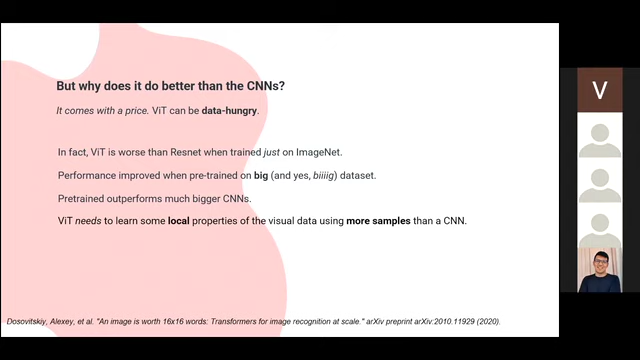 But why does it do better than the CNNs?
It comes with a price. ViT can be data-hungry.
In fact, ViT is worse than Resnet when trained just on ImageNet.
Performance improved when pre-trained on big (and yes, biiiig) dataset.
Pretrained outperforms much bigger CNNs.
ViT needs to learn some local properties of the visual data using more samples than a CNN.
Dosovitskiy, Alexey, et al. "An image is worth 16x16 words: Transformers for image recognition at scale." arXiv preprint arXiv:2010.11929 (2020).
V